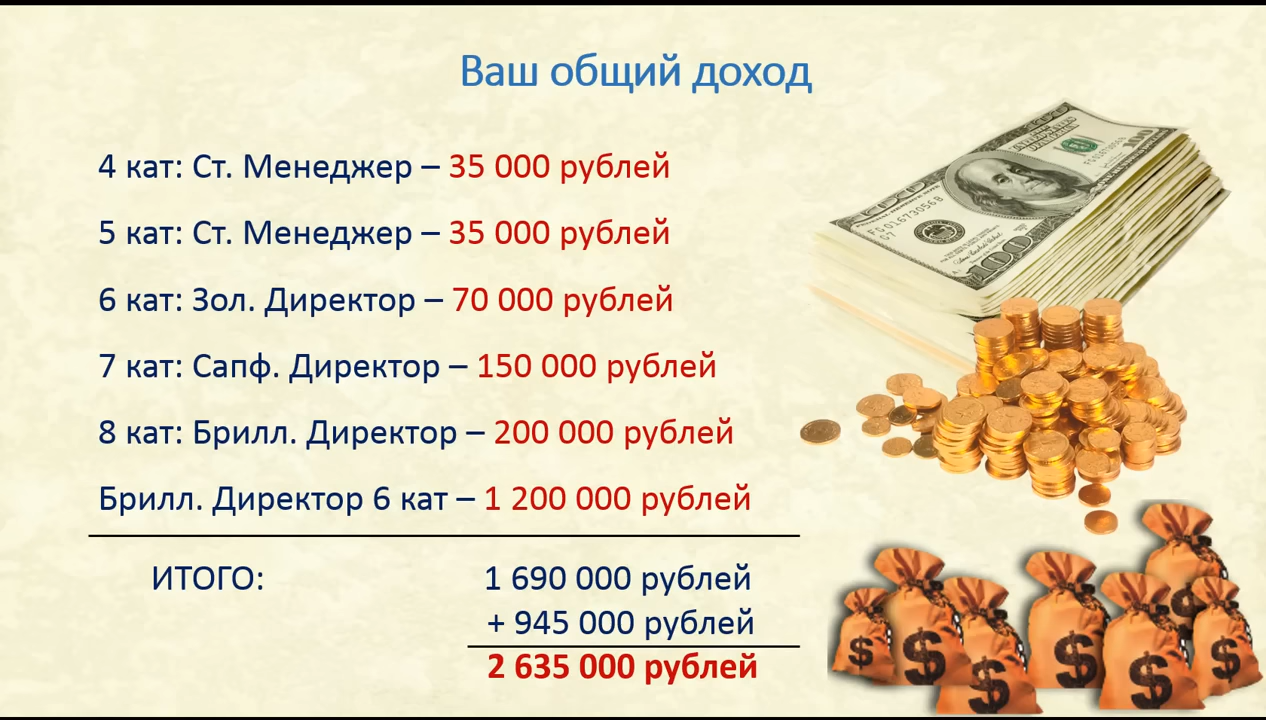 Ваш общий доход
4 кат: Ст. Менеджер – 35 000 рублей
5 кат: Ст. Менеджер – 35 000 рублей
6 кат: Зол. Директор – 70 000 рублей
7 кат: Сапф. Директор – 150 000 рублей
8 кат: Брилл. Директор – 200 000 рублей
Брилл. Директор 6 кат – 1 200 000 рублей
ИТОГО: 1 690 000 рублей
+ 945 000 рублей
2 635 000 рублей
100
$ $ $ $ $ $